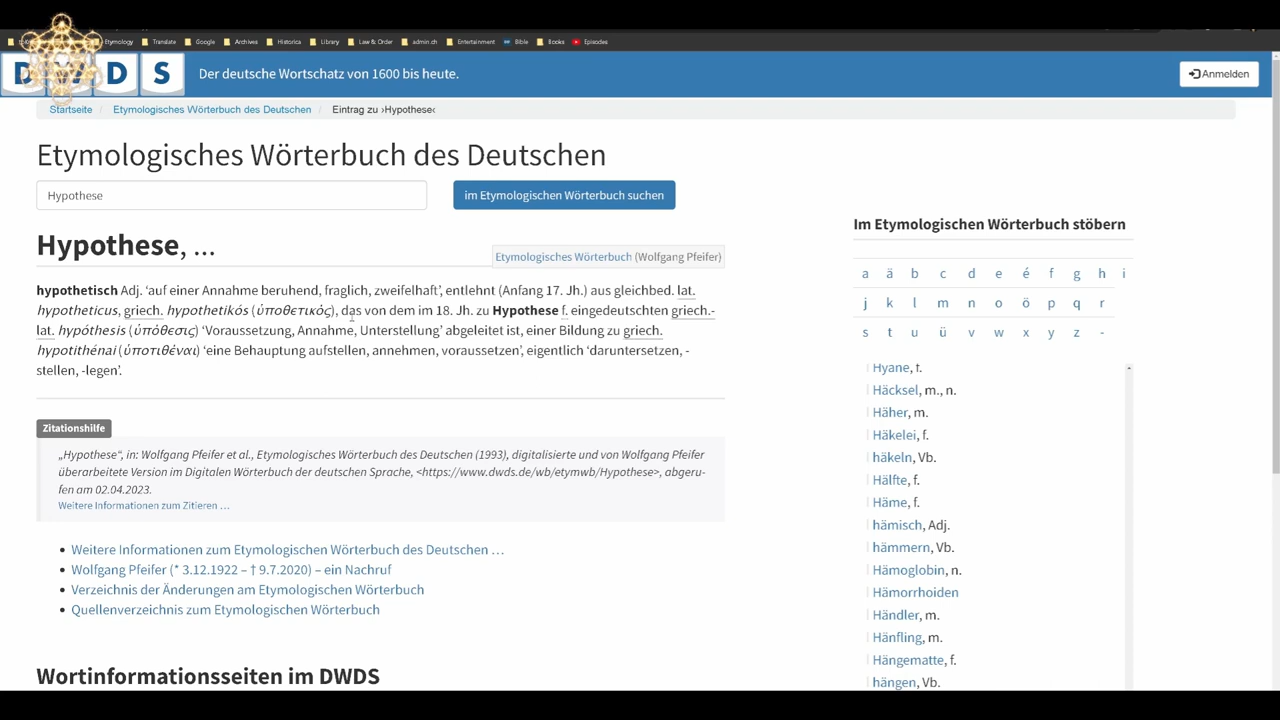 Etymology Translate Google Archives Historica Library Law & Order admin.ch Entertainment Bible Books Episodes
D W D S Der deutsche Wortschatz von 1600 bis heute. Anmelden
Startseite / Etymologisches Wörterbuch des Deutschen / Eintrag zu ›Hypothese‹
Etymologisches Wörterbuch des Deutschen
Hypothese im Etymologischen Wörterbuch suchen
Hypothese, ...
Etymologisches Wörterbuch (Wolfgang Pfeifer)
hypothetisch Adj. ‘auf einer Annahme beruhend, fraglich, zweifelhaft’, entlehnt (Anfang 17. Jh.) aus gleichbed. lat.
hypotheticus, griech. hypothetikós (ὑποθετικός), das von dem im 18. Jh. zu Hypothese f. eingedeutschten griech.-
lat. hypóthesis (ὑπόθεσις) ‘Voraussetzung, Annahme, Unterstellung’ abgeleitet ist, einer Bildung zu griech.
hypotithénai (ὑποτιθέναι) ‘eine Behauptung aufstellen, annehmen, voraussetzen’, eigentlich ‘daruntersetzen, -
stellen, -legen’.
Zitationshilfe
„Hypothese“, in: Wolfgang Pfeifer et al., Etymologisches Wörterbuch des Deutschen (1993), digitalisierte und von Wolfgang Pfeifer
überarbeitete Version im Digitalen Wörterbuch der deutschen Sprache, <https://www.dwds.de/wb/etymwb/Hypothese>, abgeru-
fen am 02.04.2023.
Weitere Informationen zum Zitieren …
Weitere Informationen zum Etymologischen Wörterbuch des Deutschen …
Wolfgang Pfeifer (* 3.12.1922 – † 9.7.2020) – ein Nachruf
Verzeichnis der Änderungen am Etymologischen Wörterbuch
Quellenverzeichnis zum Etymologischen Wörterbuch
Wortinformationsseiten im DWDS
Im Etymologischen Wörterbuch stöbern
a ä b c d e é f g h i
j k l m n o ö p q r
s t u ü v w x y z -
Hyäne, f.
Häcksel, m., n.
Häher, m.
Häkelei, f.
häkeln, Vb.
Hälfte, f.
Häme, f.
hämisch, Adj.
hämmern, Vb.
Hämoglobin, n.
Hämorrhoiden
Händler, m.
Hänfling, m.
Hängematte, f.
hängen, Vb.